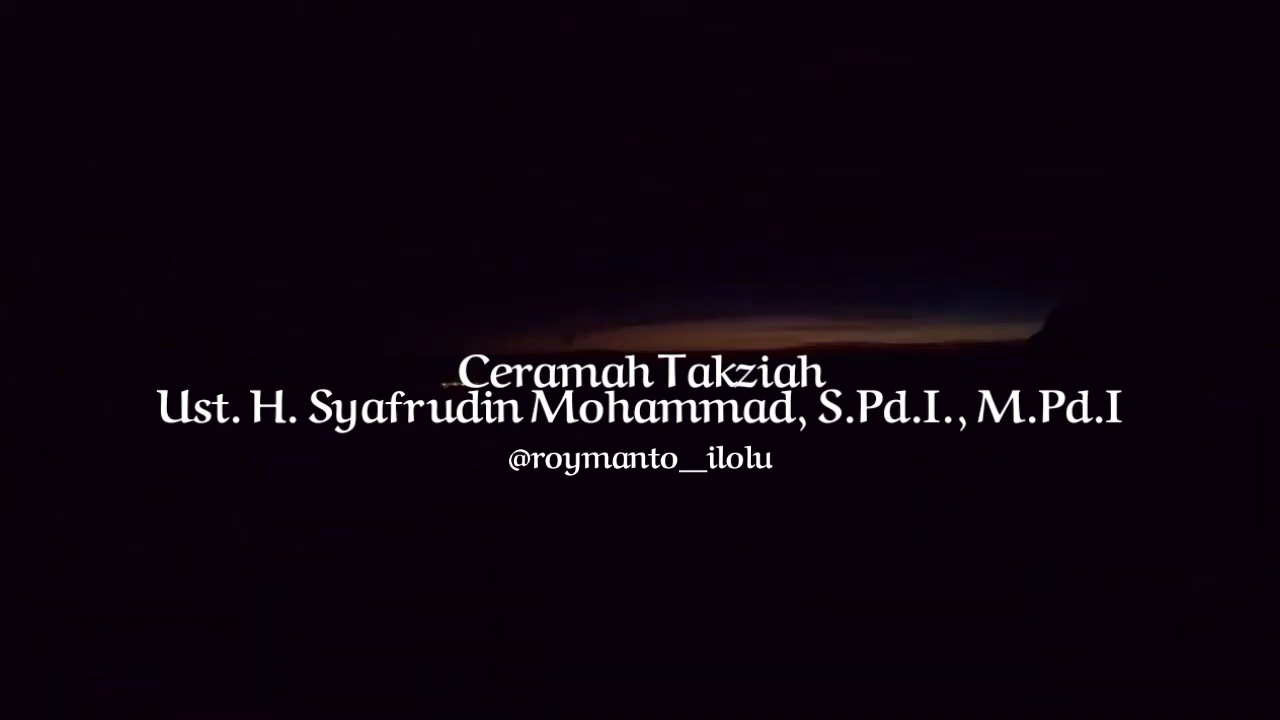 Ceramah Takziah
Ust. H. Syafrudin Mohammad, S.Pd.I., M.Pd.I
@roymanto__ilolu